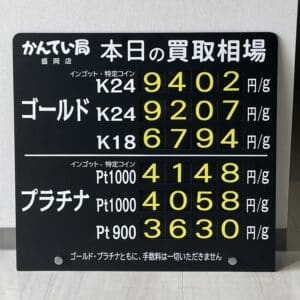 かんてい局
盛岡店
本日の買取相場
インゴット・特定コイン
K24 9402 円/g
ゴールド K24 9207 円/g
K18 6794 円/g
インゴット・特定コイン
Pt1000 4148 円/g
プラチナ Pt1000 4058 円/g
Pt900 3630 円/g
ゴールド・プラチナともに、手数料は一切いただきません